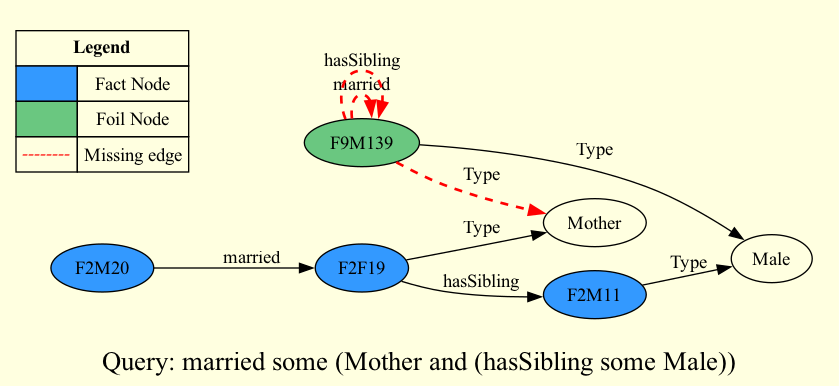 Legend
Fact Node
Foil Node
Missing edge
hasSibling
married
F9M139
Type
Type
Mother
Type
Male
F2M20
married
F2F19
hasSibling
F2M11
Type
Query: married some (Mother and (hasSibling some Male))